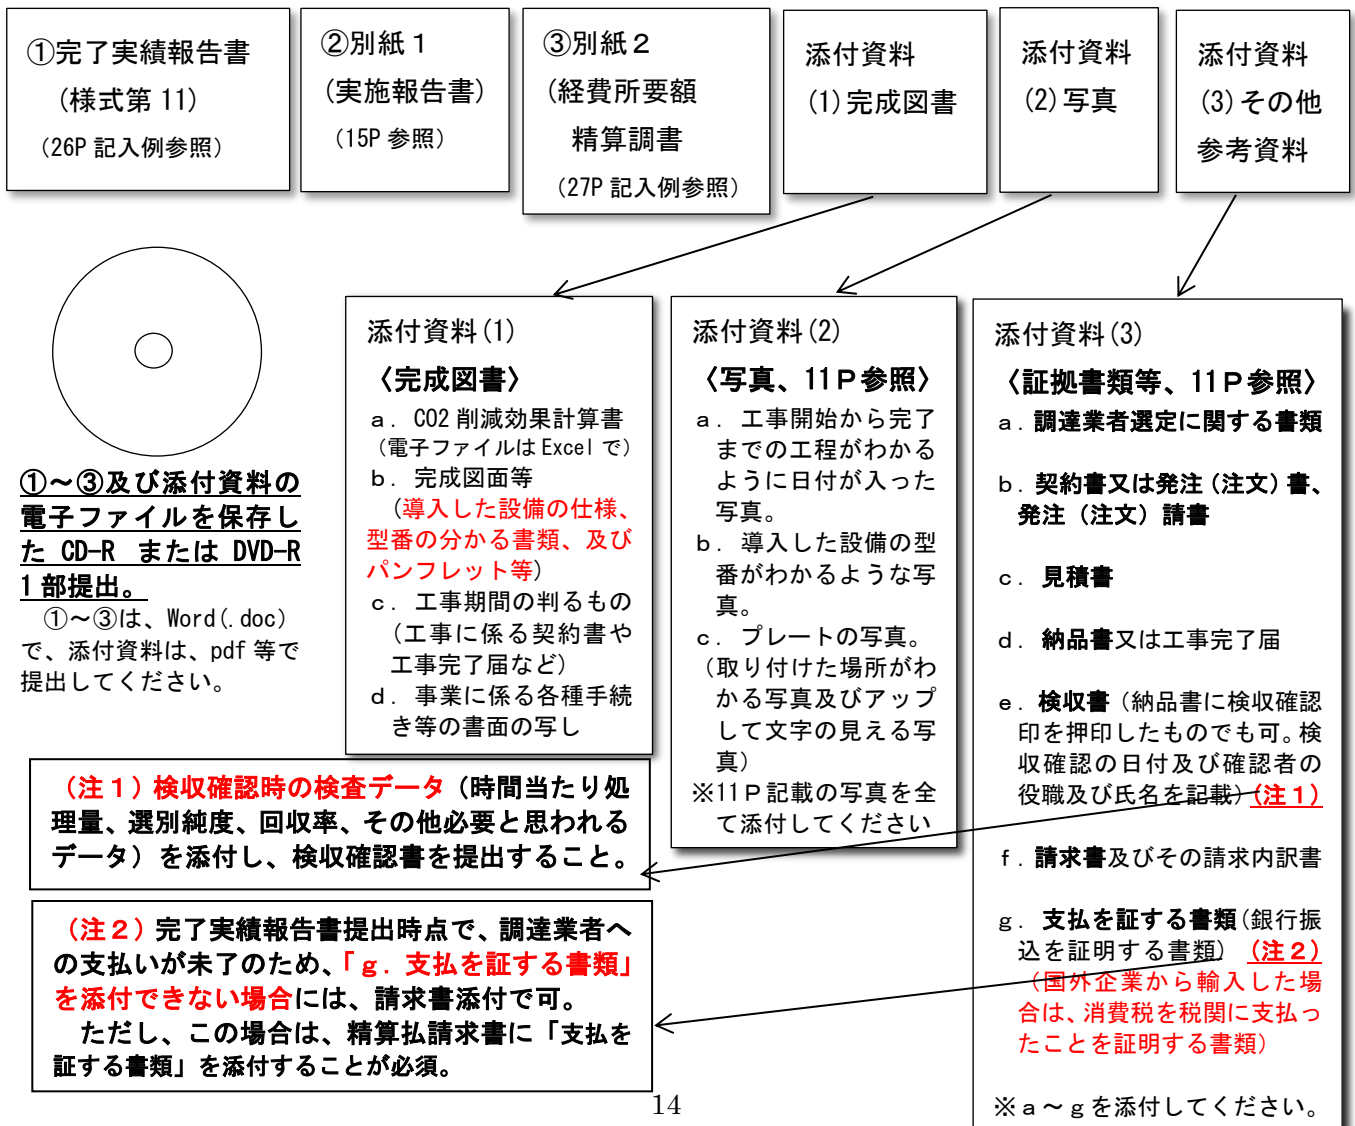 ①完了実績報告書
(様式第 11)
(26P 記入例参照)
②別紙１
(実施報告書)
(15P 参照)
③別紙２
(経費所要額
精算調書
(27P 記入例参照)
添付資料
(1)完成図書
添付資料
(2)写真
添付資料
(3)その他
参考資料
①～③及び添付資料の
電子ファイルを保存し
た CD-R または DVD-R
1 部提出。
①～③は、Word(.doc)
で、添付資料は、pdf 等で
提出してください。
添付資料(1)
〈完成図書〉
ａ．CO2 削減効果計算書
(電子ファイルは Excel で)
ｂ．完成図面等
（導入した設備の仕様、
型番の分かる書類、及び
パンフレット等）
ｃ．工事期間の判るもの
（工事に係る契約書や
工事完了届など）
ｄ．事業に係る各種手続
き等の書面の写し
添付資料(2)
〈写真、11Ｐ参照〉
ａ．工事開始から完了
までの工程がわかる
ように日付が入った
写真。
ｂ．導入した設備の型
番がわかるような写
真。
ｃ．プレートの写真。
（取り付けた場所がわ
かる写真及びアップ
して文字の見える写
真）
※11Ｐ記載の写真を全
て添付してください
添付資料(3)
〈証拠書類等、11Ｐ参照〉
ａ．調達業者選定に関する書類
ｂ．契約書又は発注（注文）書、
発注（注文）請書
ｃ．見積書
ｄ．納品書又は工事完了届
ｅ．検収書（納品書に検収確認
印を押印したものでも可。検
収確認の日付及び確認者の
役職及び氏名を記載）（注１）
ｆ．請求書及びその請求内訳書
ｇ．支払を証する書類（銀行振
込を証明する書類）（注２）
（国外企業から輸入した場
合は、消費税を税関に支払っ
たことを証明する書類）
※ａ～ｇを添付してください。
（注１）検収確認時の検査データ（時間当たり処
理量、選別純度、回収率、その他必要と思われる
データ）を添付し、検収確認書を提出すること。
（注２）完了実績報告書提出時点で、調達業者へ
の支払いが未了のため、「ｇ．支払を証する書類」
を添付できない場合には、請求書添付で可。
ただし、この場合は、精算払請求書に「支払を
証する書類」を添付することが必須。
14